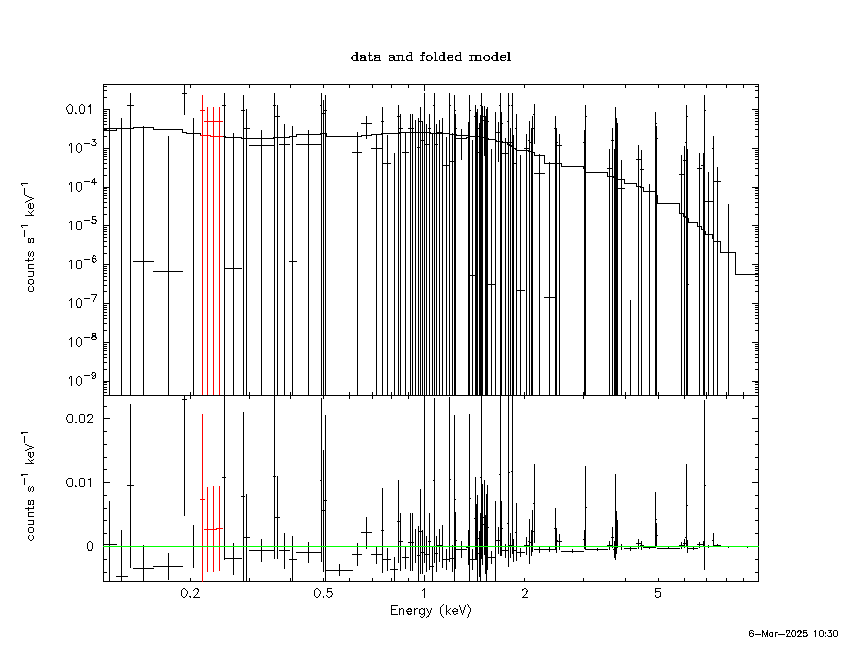 data and folded model
0.01
10−3
10−4
10−5
10−6
10−7
10−8
10−9
counts s−1 keV−1
0.02
0.01
0
counts s−1 keV−1
0.2 0.5 1 2 5
Energy (keV)
6−Mar−2025 10:30